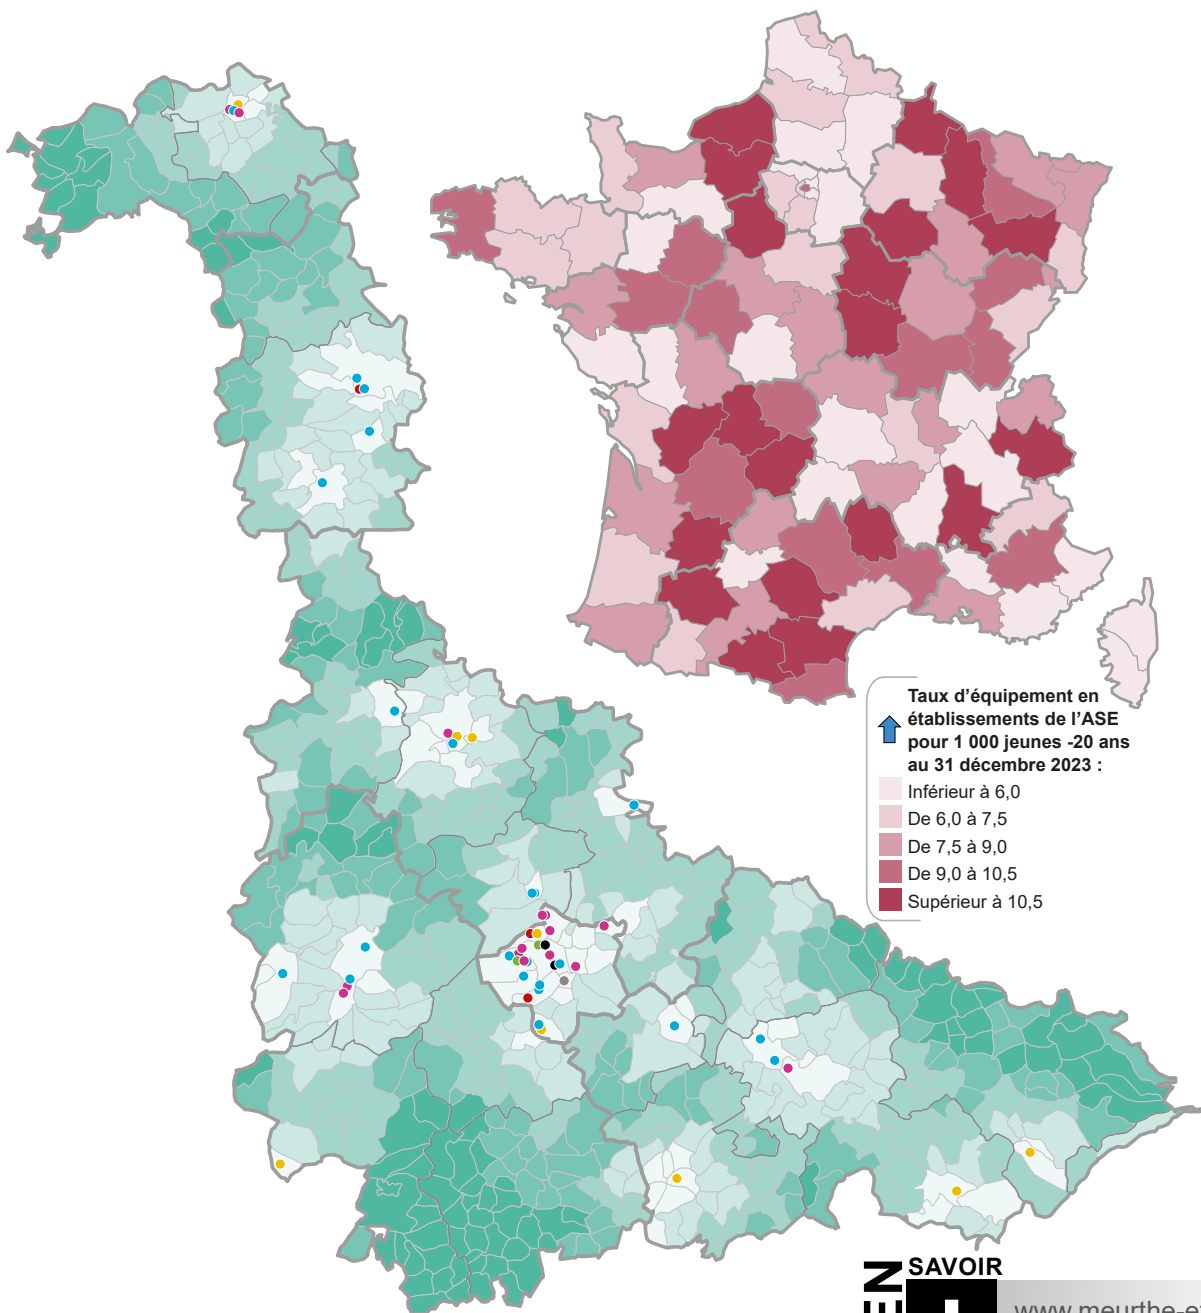 Taux d'équipement en
établissements de l'ASE
pour 1 000 jeunes -20 ans
au 31 décembre 2023 :
Inférieur à 6,0
De 6,0 à 7,5
De 7,5 à 9,0
De 9,0 à 10,5
Supérieur à 10,5
EN
SAVOIR